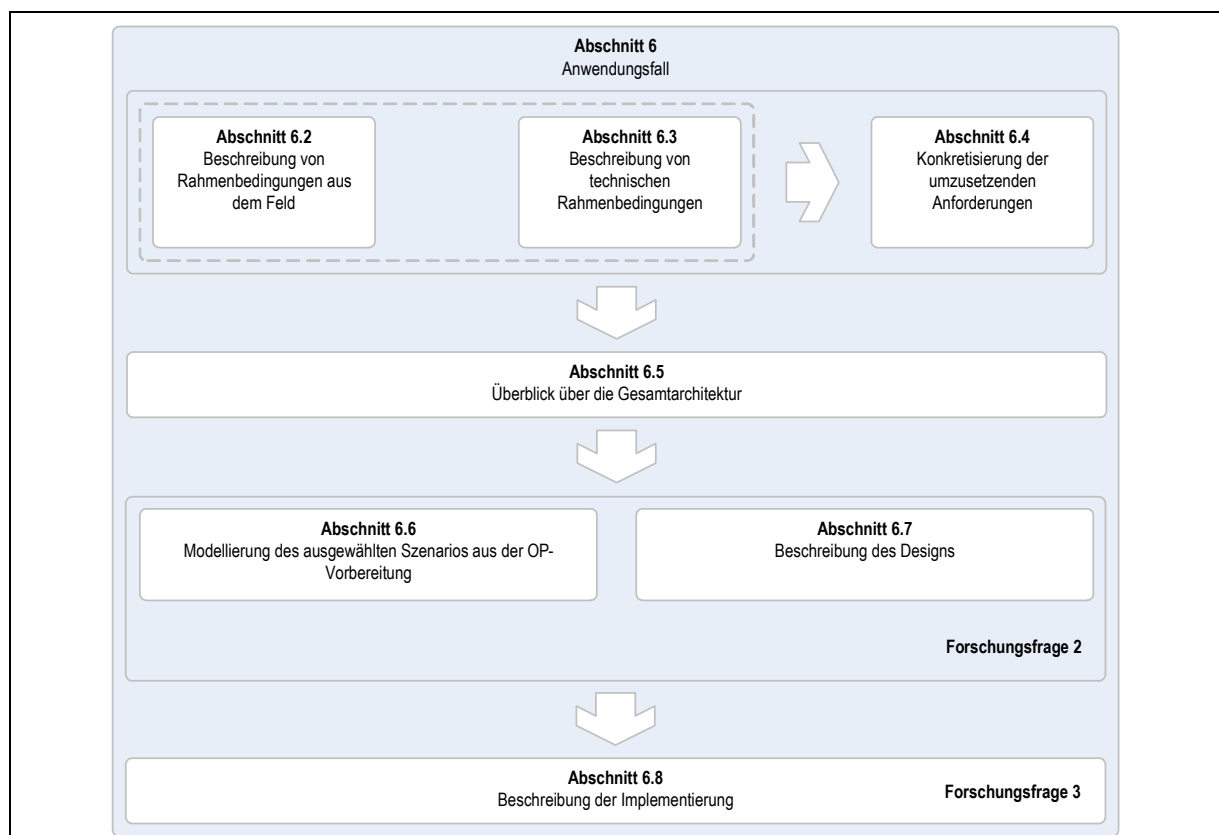 Abschnitt 6
Anwendungsfall
Abschnitt 6.2
Beschreibung von
Rahmenbedingungen aus
dem Feld
Abschnitt 6.3
Beschreibung von
technischen
Rahmenbedingungen
Abschnitt 6.4
Konkretisierung der
umzusetzenden
Anforderungen
Abschnitt 6.5
Überblick über die Gesamtarchitektur
Abschnitt 6.6
Modellierung des ausgewählten Szenarios aus der OP-
Vorbereitung
Abschnitt 6.7
Beschreibung des Designs
Forschungsfrage 2
Abschnitt 6.8
Beschreibung der Implementierung
Forschungsfrage 3